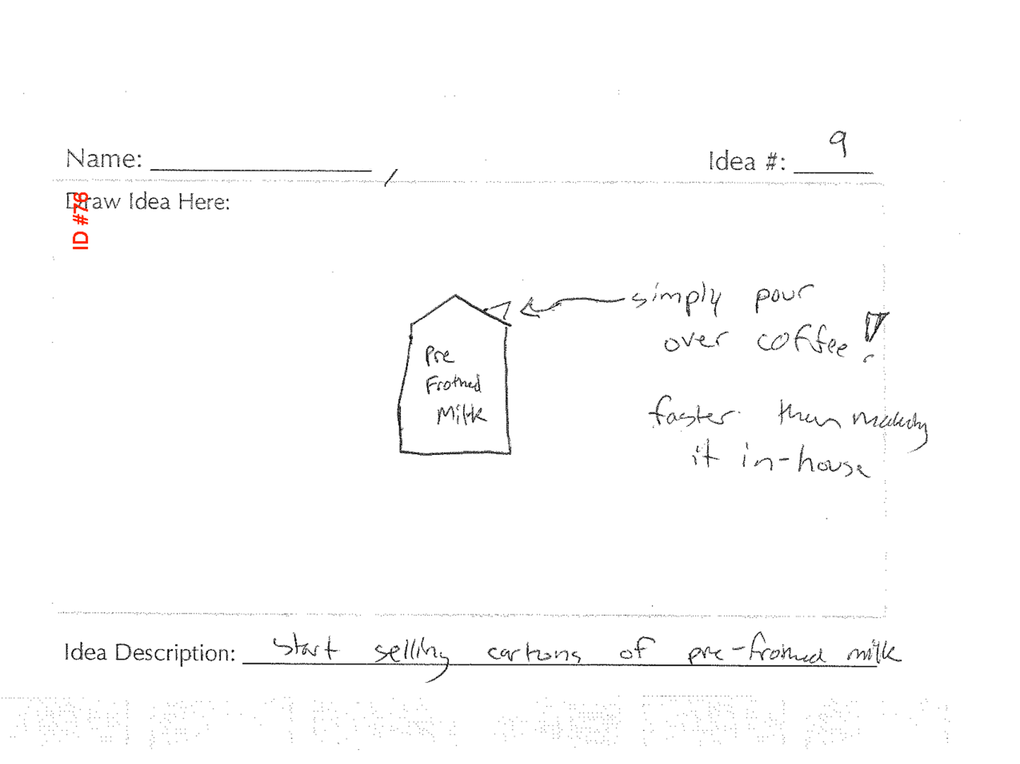 Name:
Idea #: 9
ID #76
Draw Idea Here:
simply pour
over coffee!
Pre
Frothed
Milk
faster than making
it in-house
Idea Description: Start selling cartons of pre-frothed milk